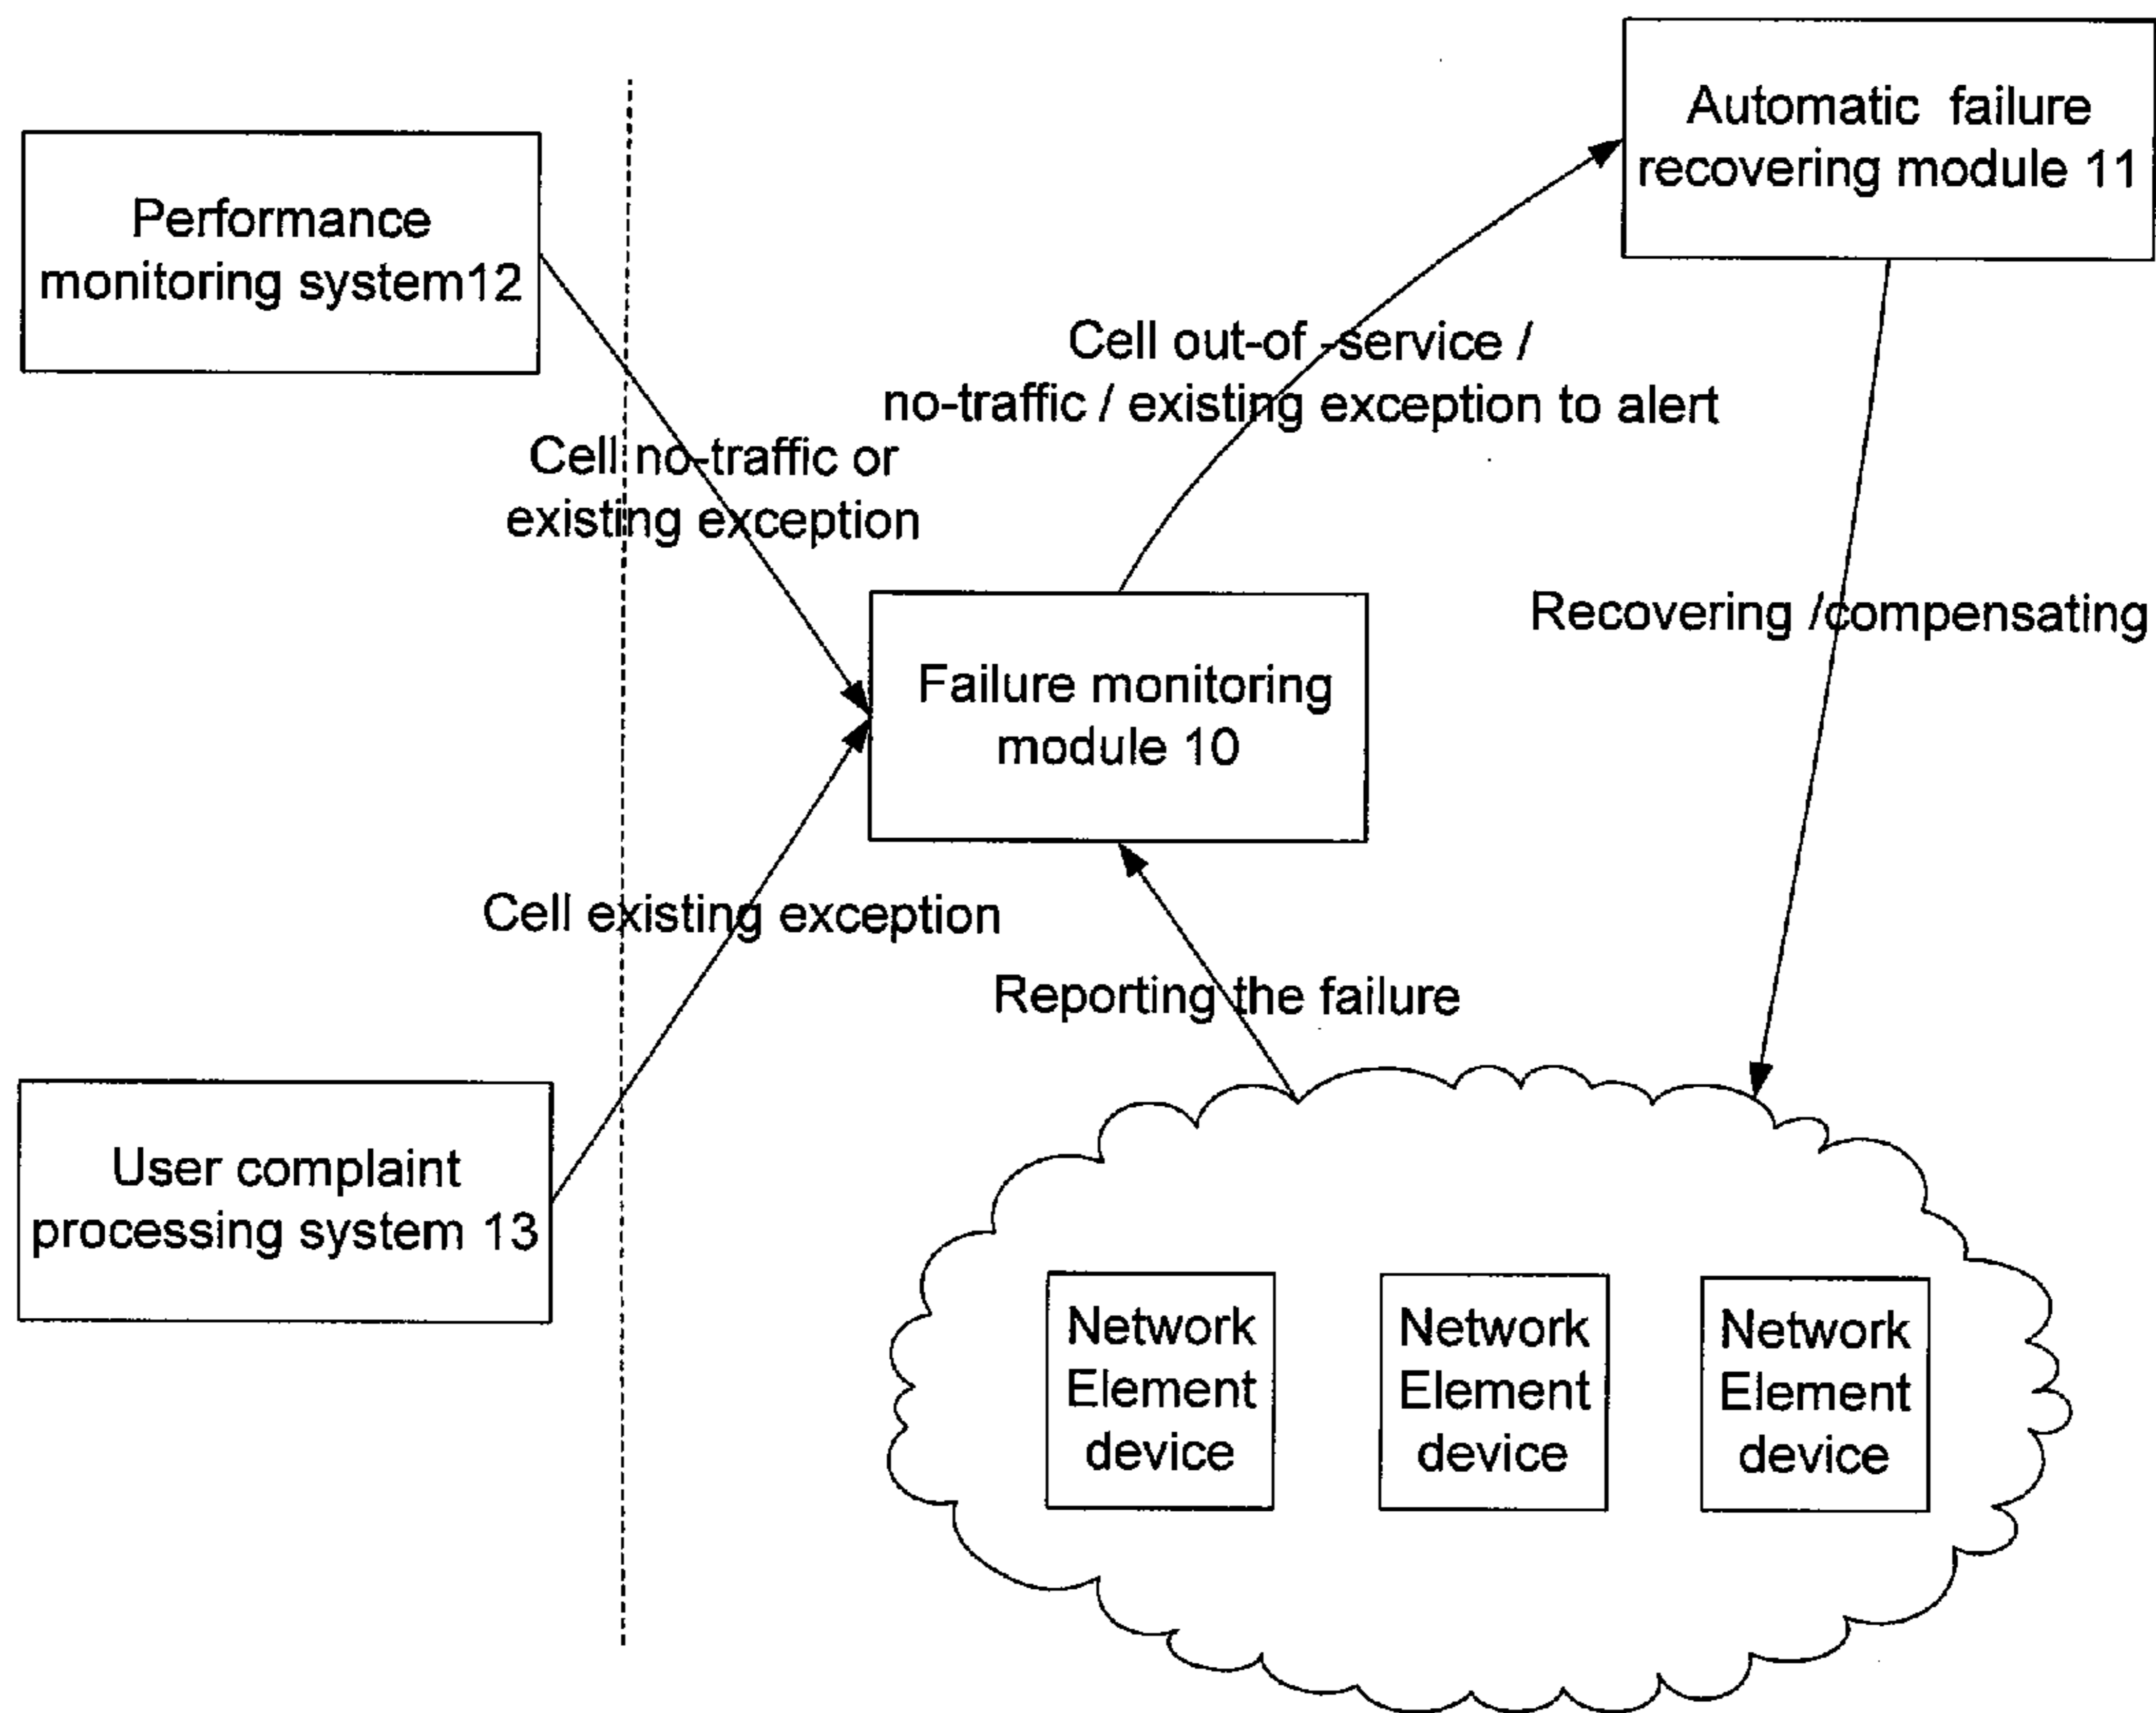 Automatic failure
recovering module 11
Performance
monitoring system12
Cell out-of -service /
no-traffic / existing exception to alert
Cell no-traffic or
existing exception
Recovering /compensating
Failure monitoring
module 10
Cell existing exception
Reporting the failure
User complaint
processing system 13
Network
Element
device
Network
Element
device
Network
Element
device